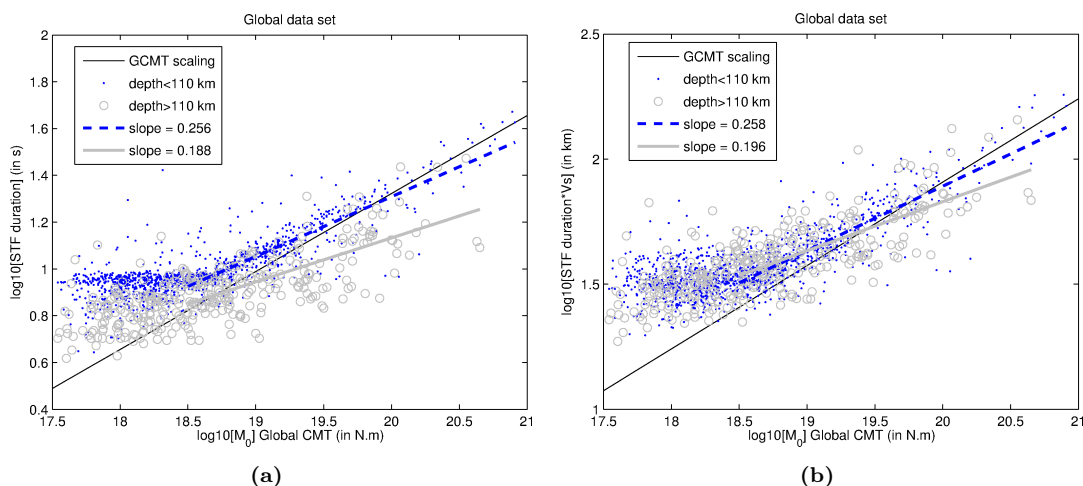 Global data set
log10[STF duration] (in s)
2
1.8
1.6
1.4
1.2
1
0.8
0.6
0.4
GCMT scaling
depth<110 km
depth>110 km
slope = 0.256
slope = 0.188
17.5 18 18.5 19 19.5 20 20.5 21
log10[M0] Global CMT (in N.m)
(a)
Global data set
log10[STF duration*Vs] (in km)
2.5
2
1.5
1
GCMT scaling
depth<110 km
depth>110 km
slope = 0.258
slope = 0.196
17.5 18 18.5 19 19.5 20 20.5 21
log10[M0] Global CMT (in N.m)
(b)